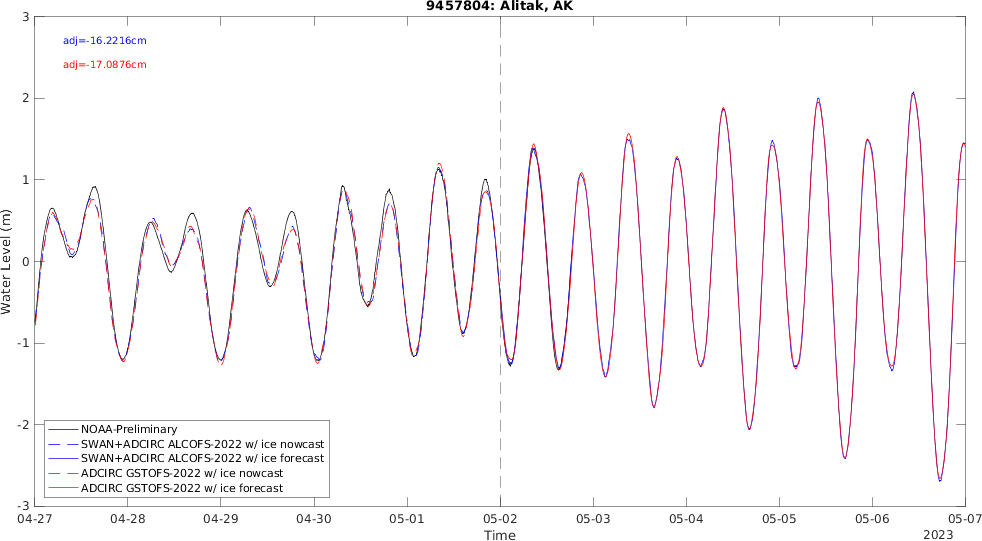 9457804: Alitak, AK
adj=-16.2216cm
adj=-17.0876cm
Water Level (m)
3
2
1
0
-1
-2
-3
NOAA-Preliminary
SWAN+ADCIRC ALCOFS-2022 w/ ice nowcast
SWAN+ADCIRC ALCOFS-2022 w/ ice forecast
ADCIRC GSTOFS-2022 w/ ice nowcast
ADCIRC GSTOFS-2022 w/ ice forecast
04-27 04-28 04-29 04-30 05-01 05-02 05-03 05-04 05-05 05-06 05-07
Time
2023